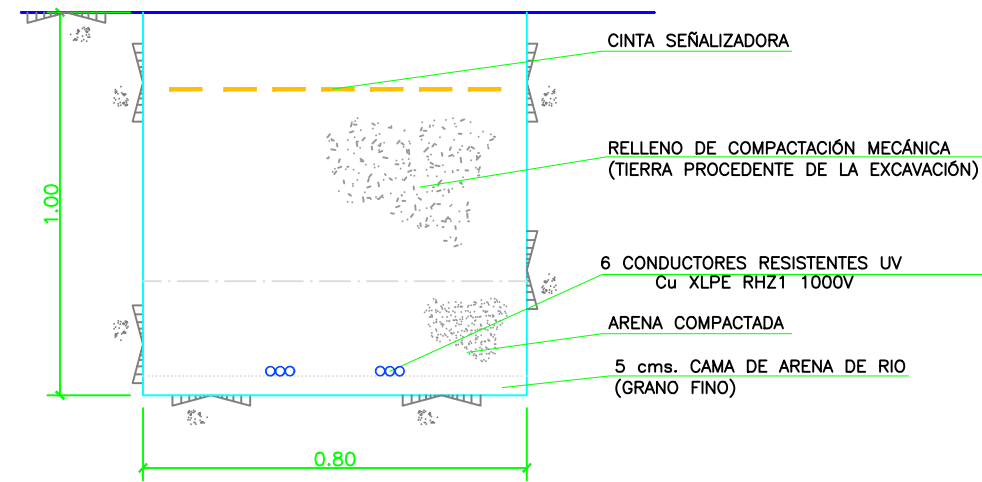 CINTA SEÑALIZADORA
RELLENO DE COMPACTACIÓN MECÁNICA
(TIERRA PROCEDENTE DE LA EXCAVACIÓN)
1.00
6 CONDUCTORES RESISTENTES UV
Cu XLPE RHZ1 1000V
ARENA COMPACTADA
5 cms. CAMA DE ARENA DE RIO
(GRANO FINO)
0.80